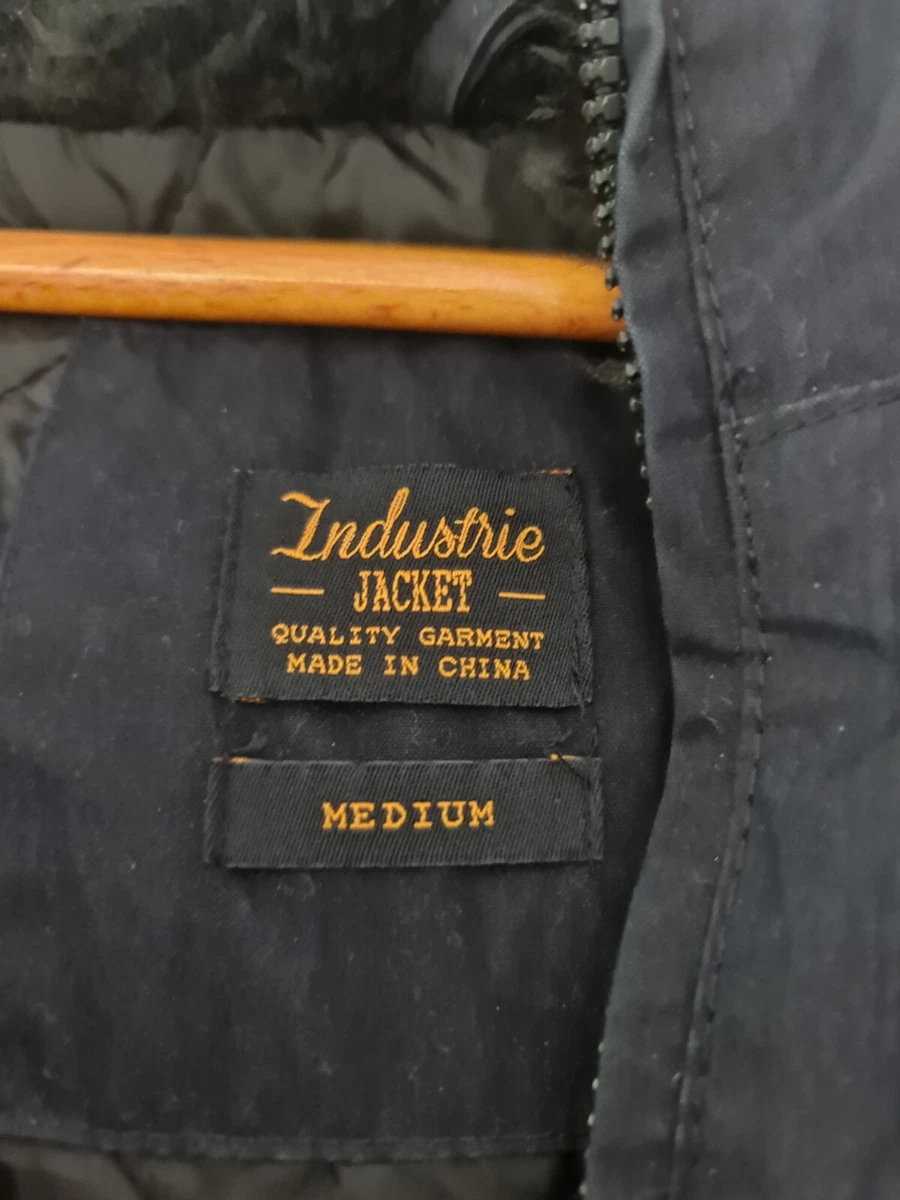 Industrie
JACKET
QUALITY GARMENT
MADE IN CHINA
MEDIUM